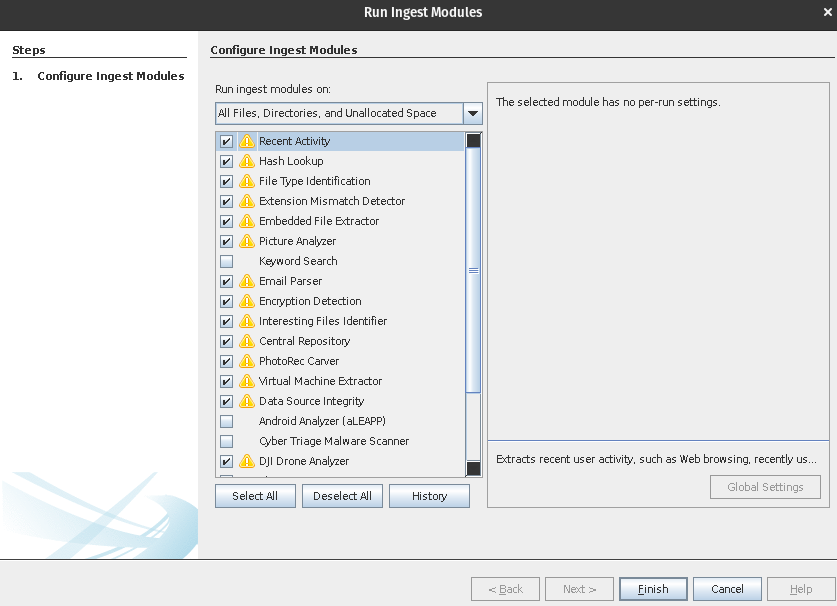 Run Ingest Modules
Steps
1. Configure Ingest Modules
Configure Ingest Modules
Run ingest modules on:
All Files, Directories, and Unallocated Space
Recent Activity
Hash Lookup
File Type Identification
Extension Mismatch Detector
Embedded File Extractor
Picture Analyzer
Keyword Search
Email Parser
Encryption Detection
Interesting Files Identifier
Central Repository
PhotoRec Carver
Virtual Machine Extractor
Data Source Integrity
Android Analyzer (aLEAPP)
Cyber Triage Malware Scanner
DJI Drone Analyzer
Select All
Deselect All
History
The selected module has no per-run settings.
Extracts recent user activity, such as Web browsing, recently us...
Global Settings
< Back
Next >
Finish
Cancel
Help